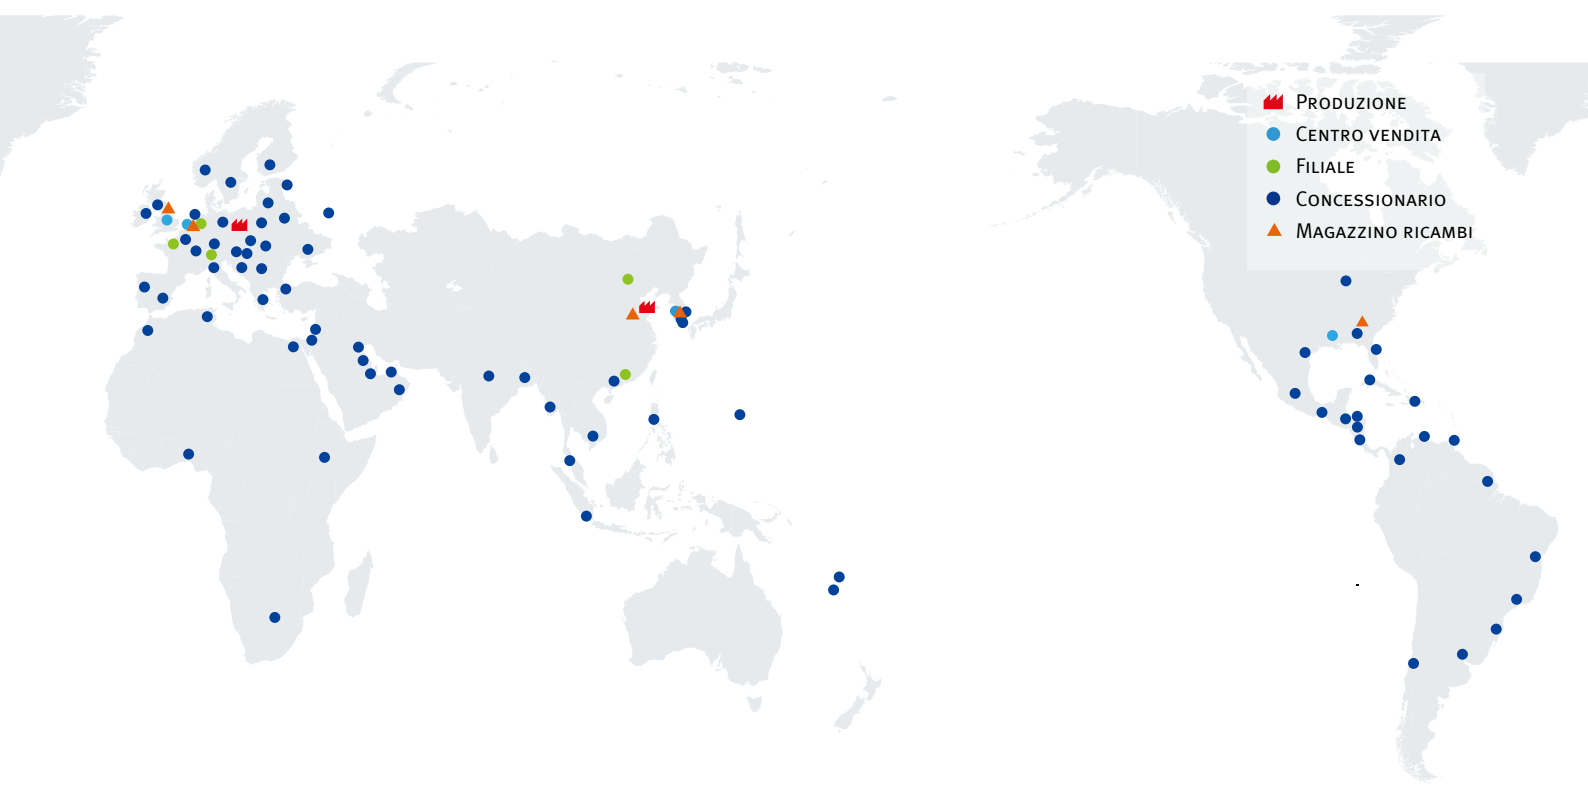 Produzione
Centro vendita
Filiale
Concessionario
Magazzino ricambi